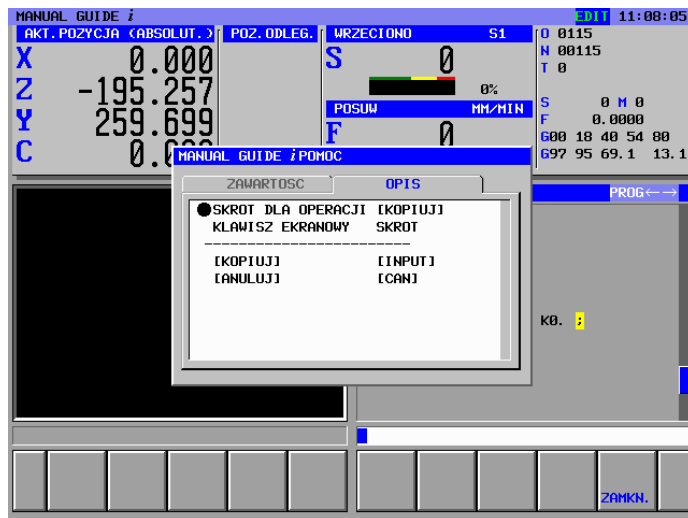 MANUAL GUIDE i EDIT 11:08:05
AKT.POZYCJA (ABSOLUT.) POZ.ODLEG. WRZECIONO S1 O 0115
X 0.000 S 0 N 00115
T 0
Z -195.257 0% S 0 M 0
Y 259.699 POSUW MM/MIN F 0.0000
F 0 G00 18 40 54 80
C G97 95 69.1 13.1
MANUAL GUIDE i POMOC
ZAWARTOSC OPIS
PROG←→
●SKROT DLA OPERACJI [KOPIUJ]
KLAWISZ EKRANOWY SKROT
------------------------
[KOPIUJ] [INPUT]
[ANULUJ] [CAN]
K0. ;
ZAMKN.